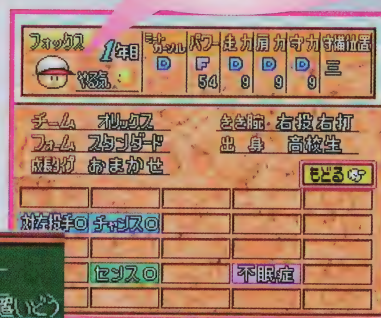 フォックス 1年目 ミートカーソル パワー 走力 肩力 守力 守備位置
やる気 D F D D D 三
54 9 9 9
チーム オリックス きき腕 右投右打
フォーム スタンダード 出身 高校生
成長タイプ おまかせ
もどる
対左投手○ チャンス○
センス○ 不眠症
置いどう